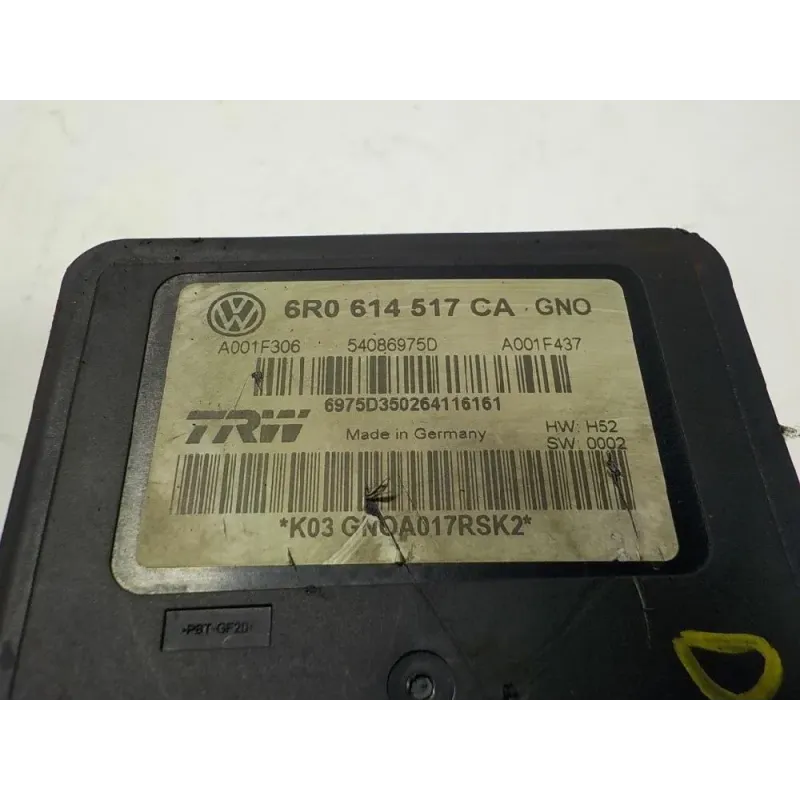 6R0 614 517 CA GNO
A001F306 54086975D A001F437
6975D350264116161
TRW Made in Germany HW: H52
SW: 0002
*K03 GNOA017RSK2*
>PBT-GF20<